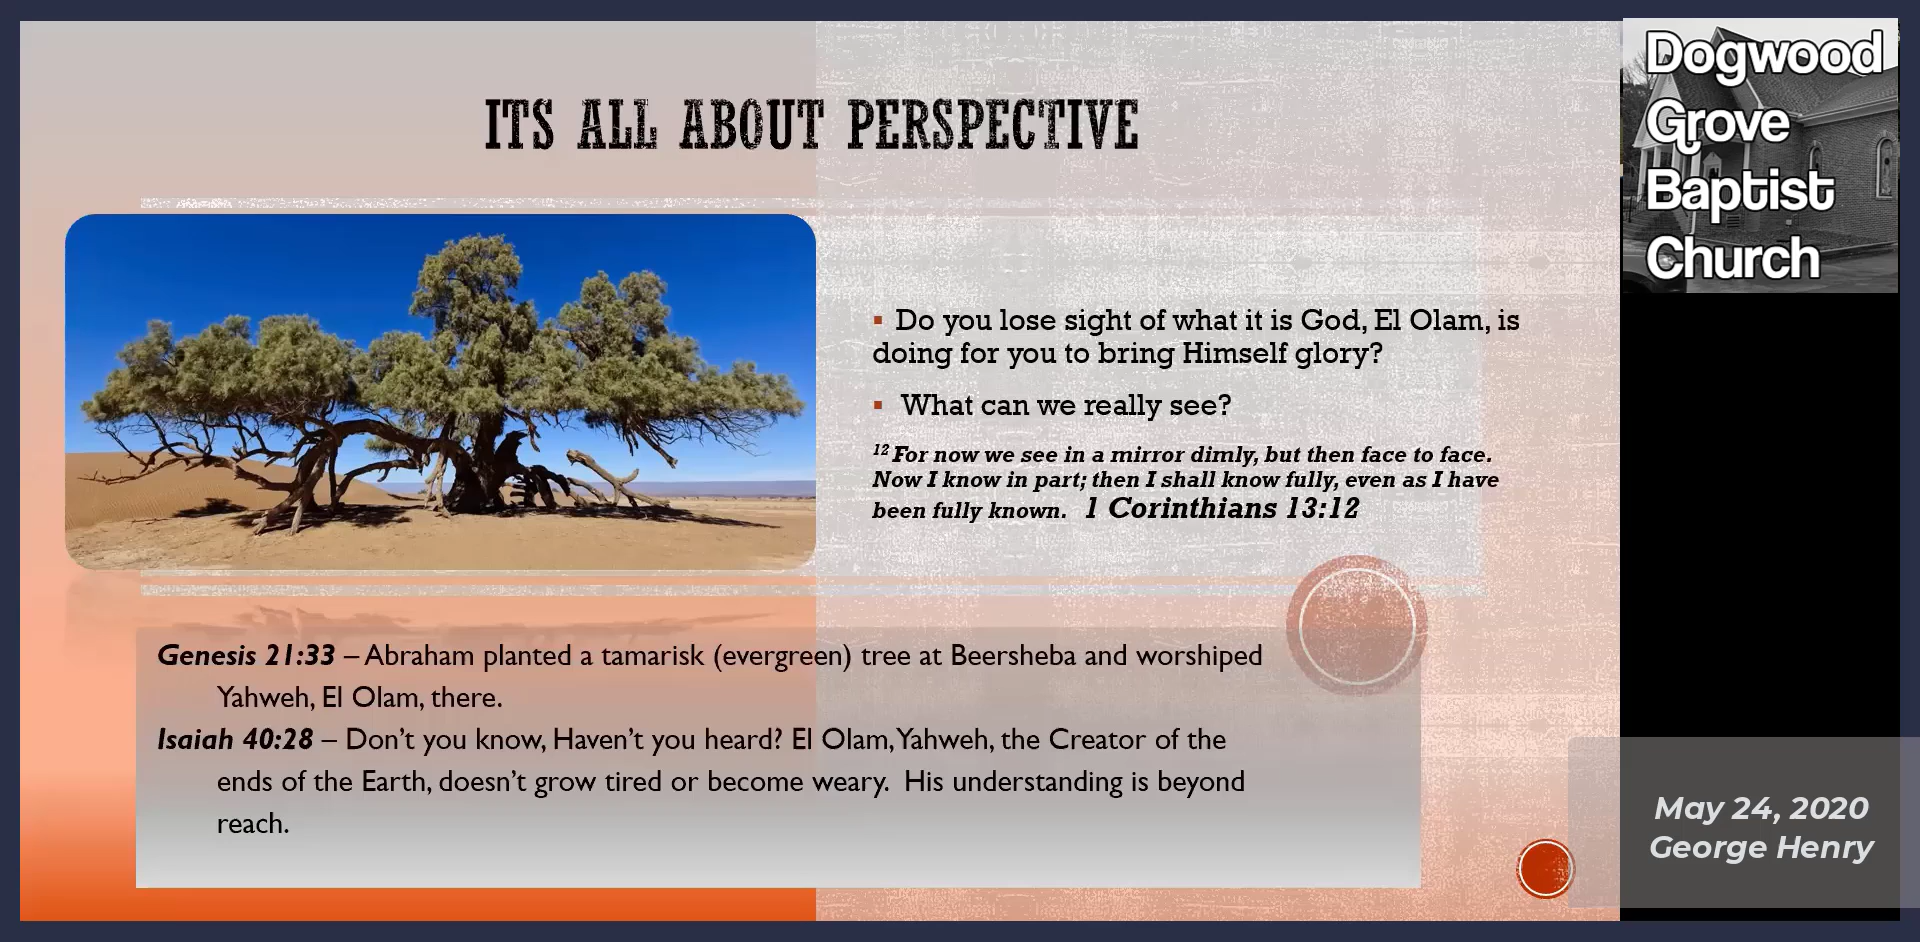 ITS ALL ABOUT PERSPECTIVE
▪ Do you lose sight of what it is God, El Olam, is
doing for you to bring Himself glory?
▪ What can we really see?
12 For now we see in a mirror dimly, but then face to face.
Now I know in part; then I shall know fully, even as I have
been fully known. 1 Corinthians 13:12
Genesis 21:33 – Abraham planted a tamarisk (evergreen) tree at Beersheba and worshiped
Yahweh, El Olam, there.
Isaiah 40:28 – Don’t you know, Haven’t you heard? El Olam, Yahweh, the Creator of the
ends of the Earth, doesn’t grow tired or become weary. His understanding is beyond
reach.
Dogwood
Grove
Baptist
Church
May 24, 2020
George Henry